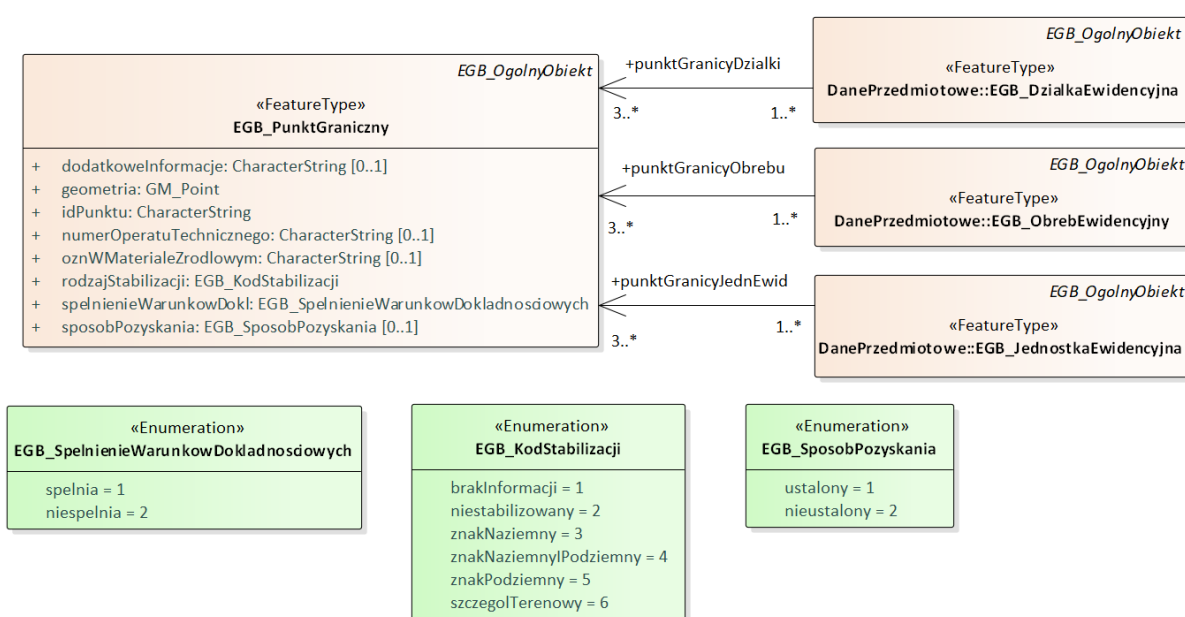 EGB_OgolnyObiekt
«FeatureType»
EGB_PunktGraniczny
+ dodatkoweInformacje: CharacterString [0..1]
+ geometria: GM_Point
+ idPunktu: CharacterString
+ numerOperatuTechnicznego: CharacterString [0..1]
+ oznWMaterialeZrodlowym: CharacterString [0..1]
+ rodzajStabilizacji: EGB_KodStabilizacji
+ spelnienieWarunkowDokl: EGB_SpelnienieWarunkowDokladnosciowych
+ sposobPozyskania: EGB_SposobPozyskania [0..1]
+punktGranicyDzialki
3..*
1..*
EGB_OgolnyObiekt
«FeatureType»
DanePrzedmiotowe::EGB_DzialkaEwidencyjna
+punktGranicyObrebu
3..*
1..*
EGB_OgolnyObiekt
«FeatureType»
DanePrzedmiotowe::EGB_ObrebEwidencyjny
+punktGranicyJednEwid
3..*
1..*
EGB_OgolnyObiekt
«FeatureType»
DanePrzedmiotowe::EGB_JednostkaEwidencyjna
«Enumeration»
EGB_SpelnienieWarunkowDokladnosciowych
spelnia = 1
niespelnia = 2
«Enumeration»
EGB_KodStabilizacji
brakInformacji = 1
niestabilizowany = 2
znakNaziemny = 3
znakNaziemnyIPodziemny = 4
znakPodziemny = 5
szczegolTerenowy = 6
«Enumeration»
EGB_SposobPozyskania
ustalony = 1
nieustalony = 2